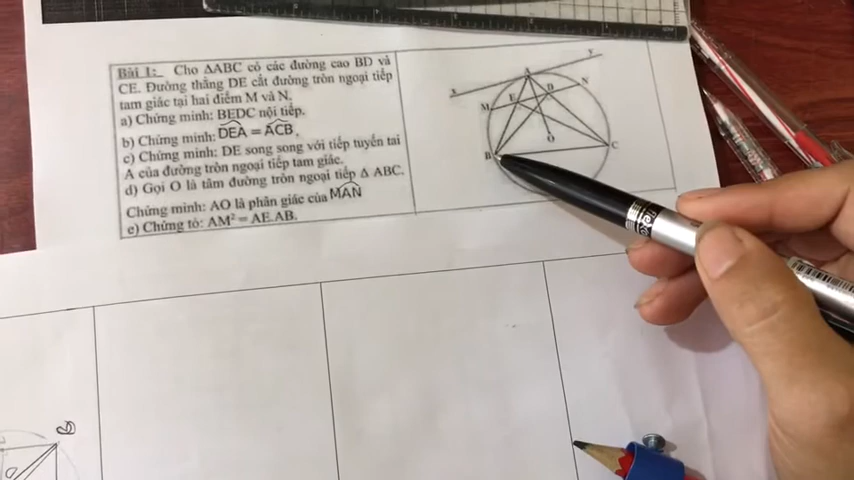 Bài 1: Cho ΔABC có các đường cao BD và
CE. Đường thẳng DE cắt đường tròn ngoại tiếp
tam giác tại hai điểm M và N.
a) Chứng minh: BEDC nội tiếp.
b) Chứng minh: DEA = ACB.
c) Chứng minh: DE song song với tiếp tuyến tai
A của đường tròn ngoại tiếp tam giác.
d) Gọi O là tâm đường tròn ngoại tiếp Δ ABC.
Chứng minh: AO là phân giác của MAN
e) Chứng tỏ: AM² = AE.AB.
x
A
y
M
E
D
N
O
B
C
B